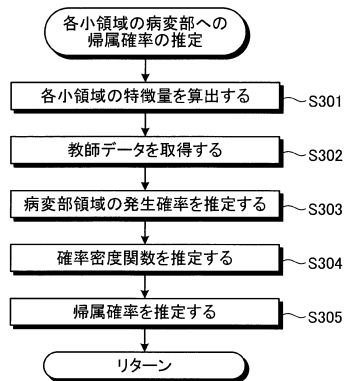 各小領域の病変部への
帰属確率の推定
各小領域の特徴量を算出する
S301
教師データを取得する
S302
病変部領域の発生確率を推定する
S303
確率密度関数を推定する
S304
帰属確率を推定する
S305
リターン